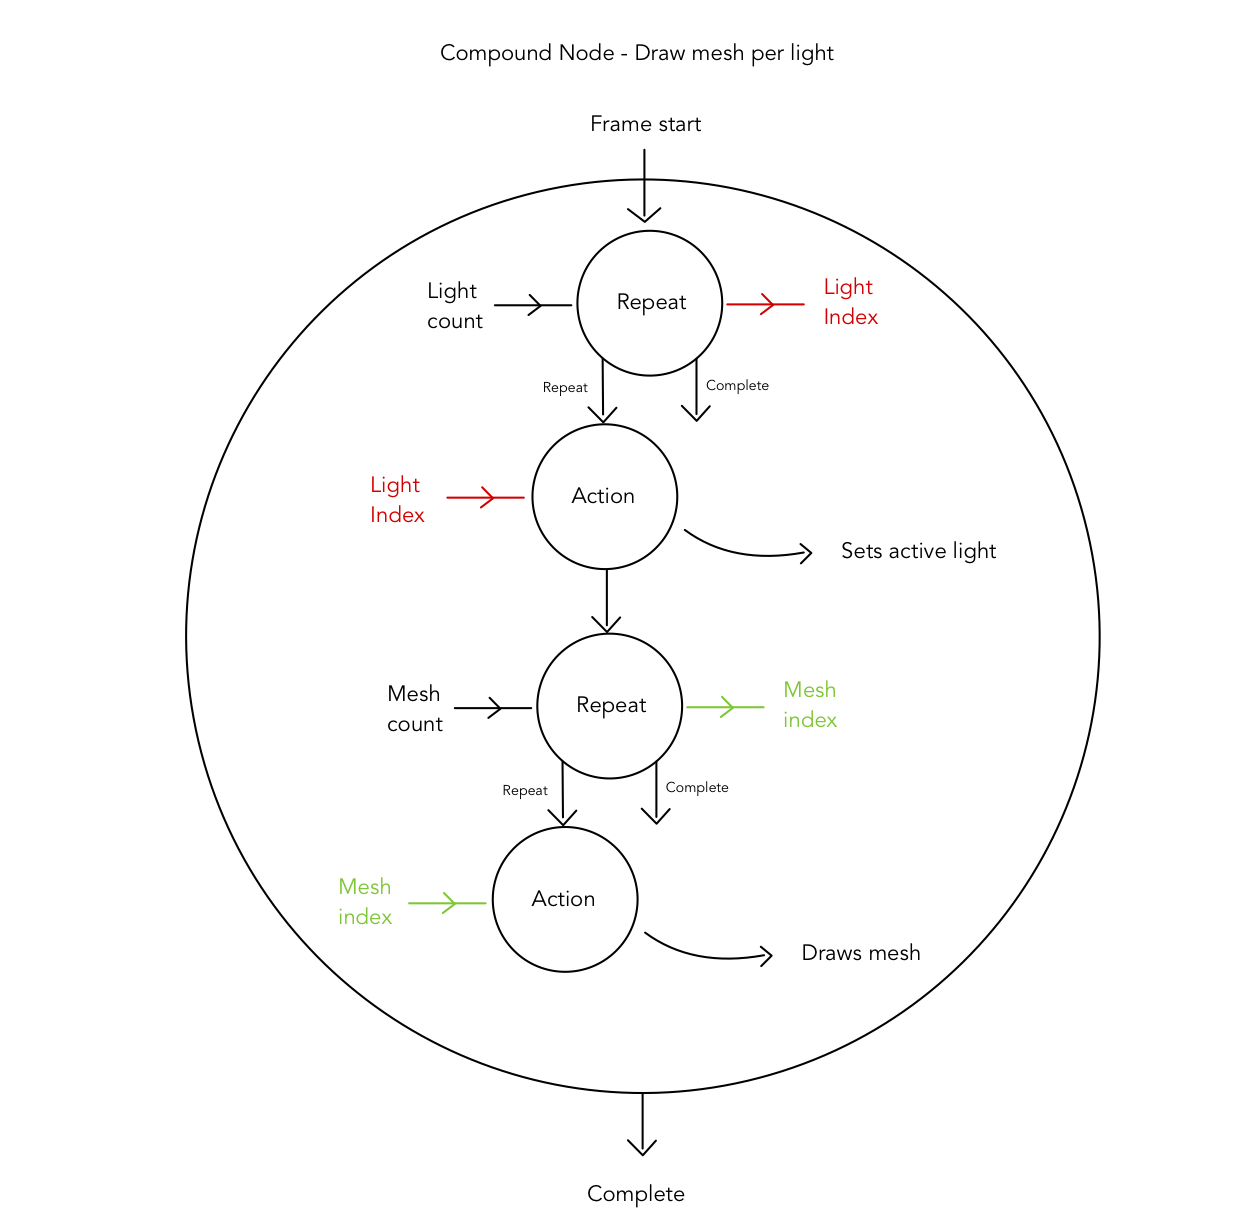 Compound Node - Draw mesh per light
Frame start
Light
count
Repeat
Light
Index
Repeat
Complete
Light
Index
Action
Sets active light
Mesh
count
Repeat
Mesh
index
Repeat
Complete
Mesh
index
Action
Draws mesh
Complete